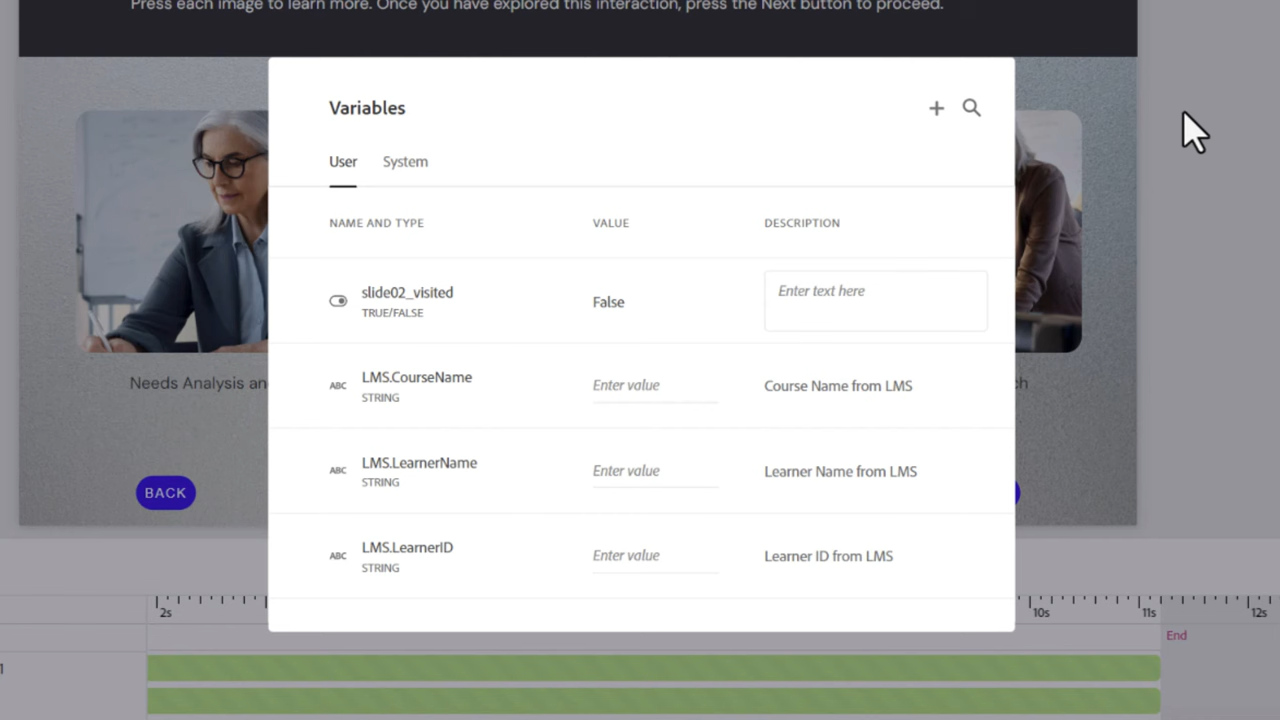 Press each image to learn more. Once you have explored this interaction, press the Next button to proceed.
Variables
User System
NAME AND TYPE VALUE DESCRIPTION
slide02_visited
TRUE/FALSE
False
Enter text here
ABC LMS.CourseName
STRING
Enter value
Course Name from LMS
ABC LMS.LearnerName
STRING
Enter value
Learner Name from LMS
ABC LMS.LearnerID
STRING
Enter value
Learner ID from LMS
Needs Analysis an
ch
BACK
2s 10s 11s 12s
End
1